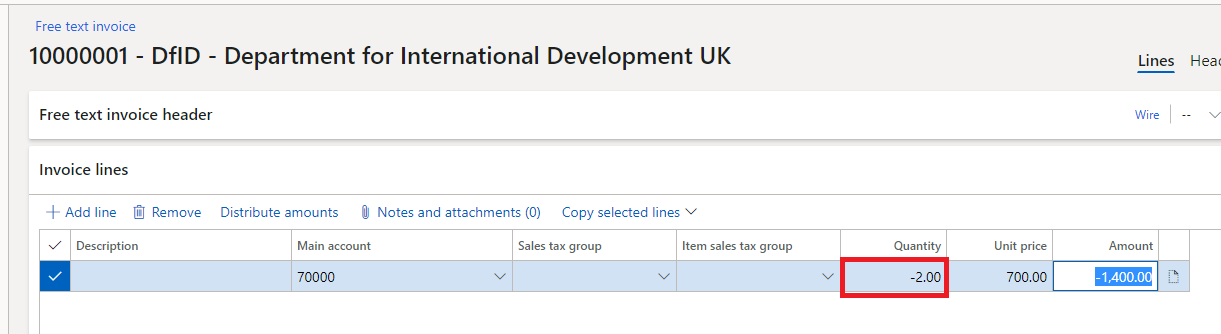 Free text invoice
10000001 - DfID - Department for International Development UK
Lines Head
Free text invoice header Wire --
Invoice lines
Add line Remove Distribute amounts Notes and attachments (0) Copy selected lines
Description Main account Sales tax group Item sales tax group Quantity Unit price Amount
70000 -2.00 700.00 -1,400.00